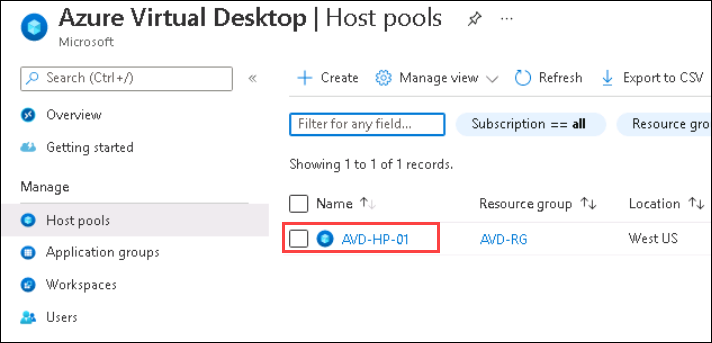 Azure Virtual Desktop | Host pools ...
Microsoft
Search (Ctrl+/) «
+ Create Manage view Refresh Export to CSV
Overview
Getting started
Filter for any field... Subscription == all Resource gro
Showing 1 to 1 of 1 records.
Manage
Name ↑↓ Resource group ↑↓ Location ↑↓
Host pools
AVD-HP-01 AVD-RG West US
Application groups
Workspaces
Users